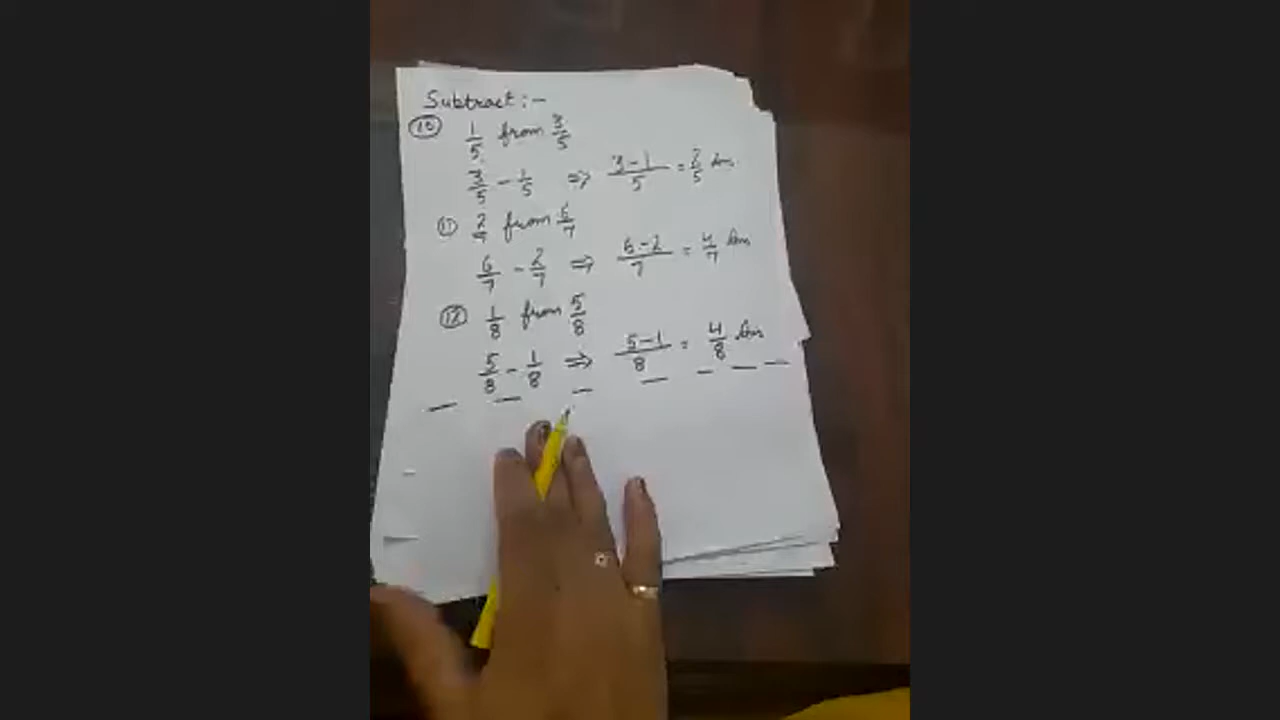 Subtract :-
(10) 1/5 from 3/5
3/5 - 1/5 ⇒ 3-1/5 = 2/5 Ans
(11) 2/7 from 6/7
6/7 - 2/7 ⇒ 6-2/7 = 4/7 Ans
(12) 1/8 from 5/8
5/8 - 1/8 ⇒ 5-1/8 = 4/8 Ans